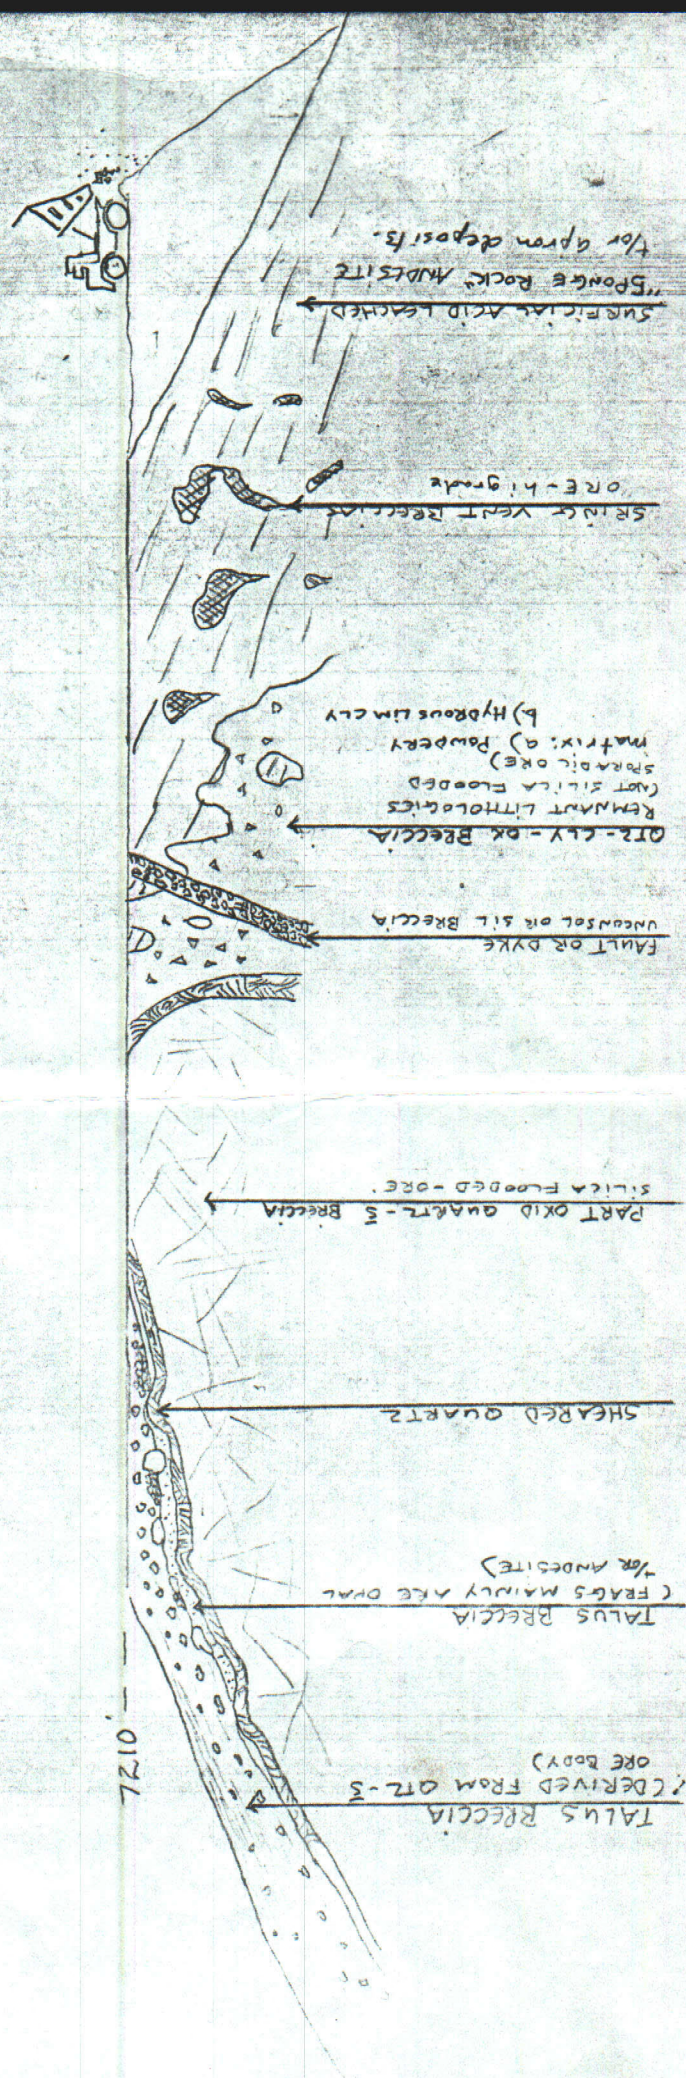 SURFICIAL ACID LEACHED
"SPONGE ROCK" ANDESITE
+/or apron deposits.
SRING VENT BRECCIAS
ORE-higrade
QTZ-CLY-OX BRECCIA
REMNANT LITHOLOGIES
(NOT SILICA FLOODED
SPORADIC ORE)
matrix: a) POWDERY
b) HYDROUS LIM CLY
FAULT OR DYKE
UNCONSOL OR SIL BRECCIA
PART OXID QUARTZ-S̄ BRECCIA
SILICA FLOODED-ORE.
SHEARED QUARTZ
TALUS BRECCIA
(FRAGS MAINLY ARE OPAL
+/OR ANDESITE)
TALUS BRECCIA
(DERIVED FROM QTZ-S̄
ORE BODY)
7210'